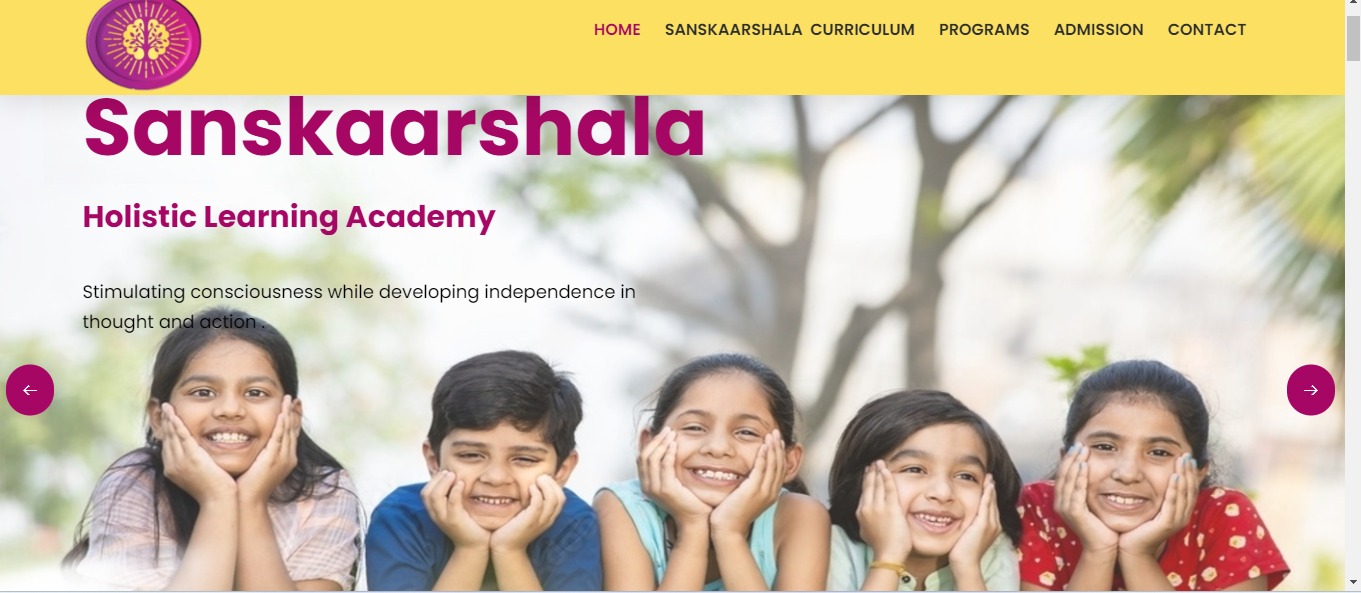 HOME SANSKAARSHALA CURRICULUM PROGRAMS ADMISSION CONTACT
Sanskaarshala
Holistic Learning Academy
Stimulating consciousness while developing independence in
thought and action .